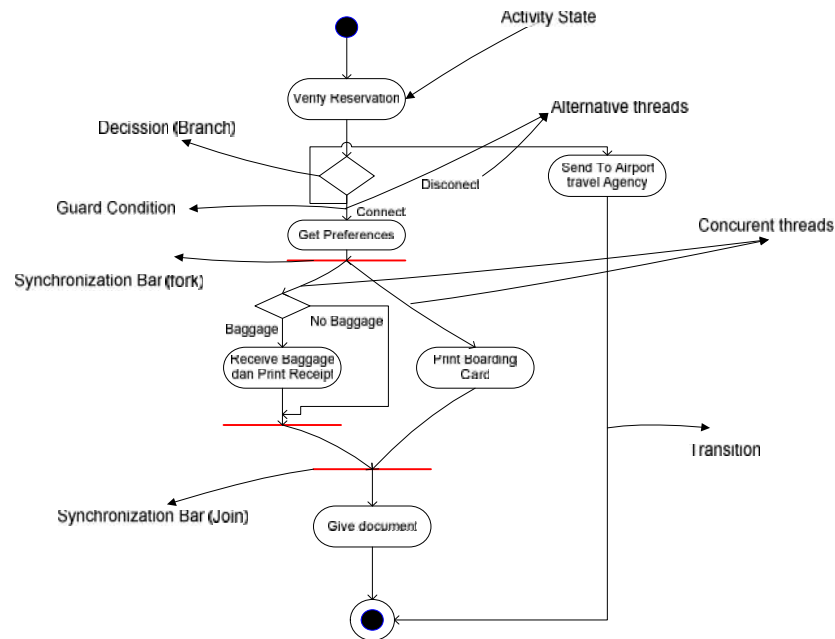 Activity State
Verify Reservation
Alternative threads
Decission (Branch)
Send To Airport
travel Agency
Disconect
Guard Condition
Connect
Get Preferences
Concurent threads
Synchronization Bar (fork)
No Baggage
Baggage
Receive Baggage
dan Print Receipt
Print Boarding
Card
Transition
Synchronization Bar (Join)
Give document